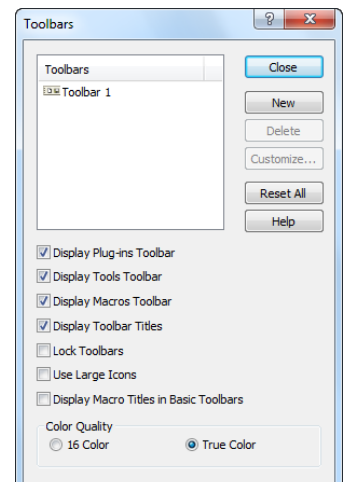 Toolbars
Toolbars
Toolbar 1
Close
New
Delete
Customize...
Reset All
Help
Display Plug-ins Toolbar
Display Tools Toolbar
Display Macros Toolbar
Display Toolbar Titles
Lock Toolbars
Use Large Icons
Display Macro Titles in Basic Toolbars
Color Quality
16 Color True Color